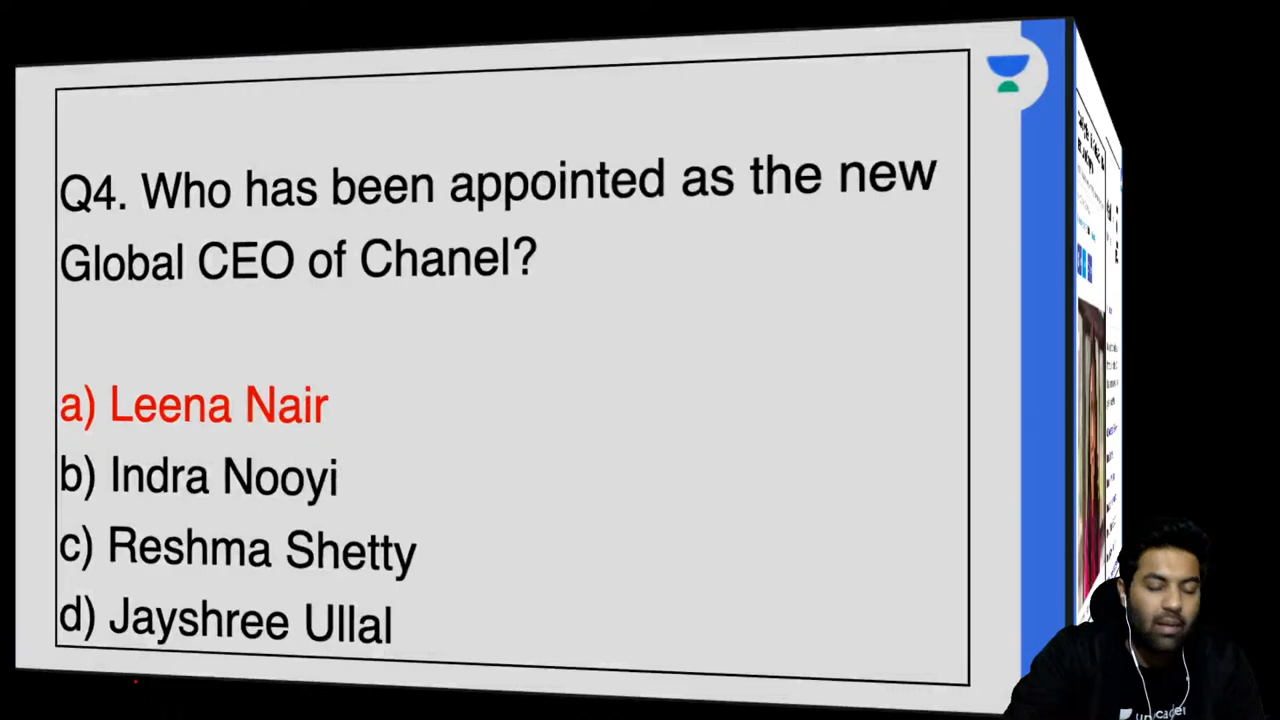 Q4. Who has been appointed as the new
Global CEO of Chanel?
a) Leena Nair
b) Indra Nooyi
c) Reshma Shetty
d) Jayshree Ullal